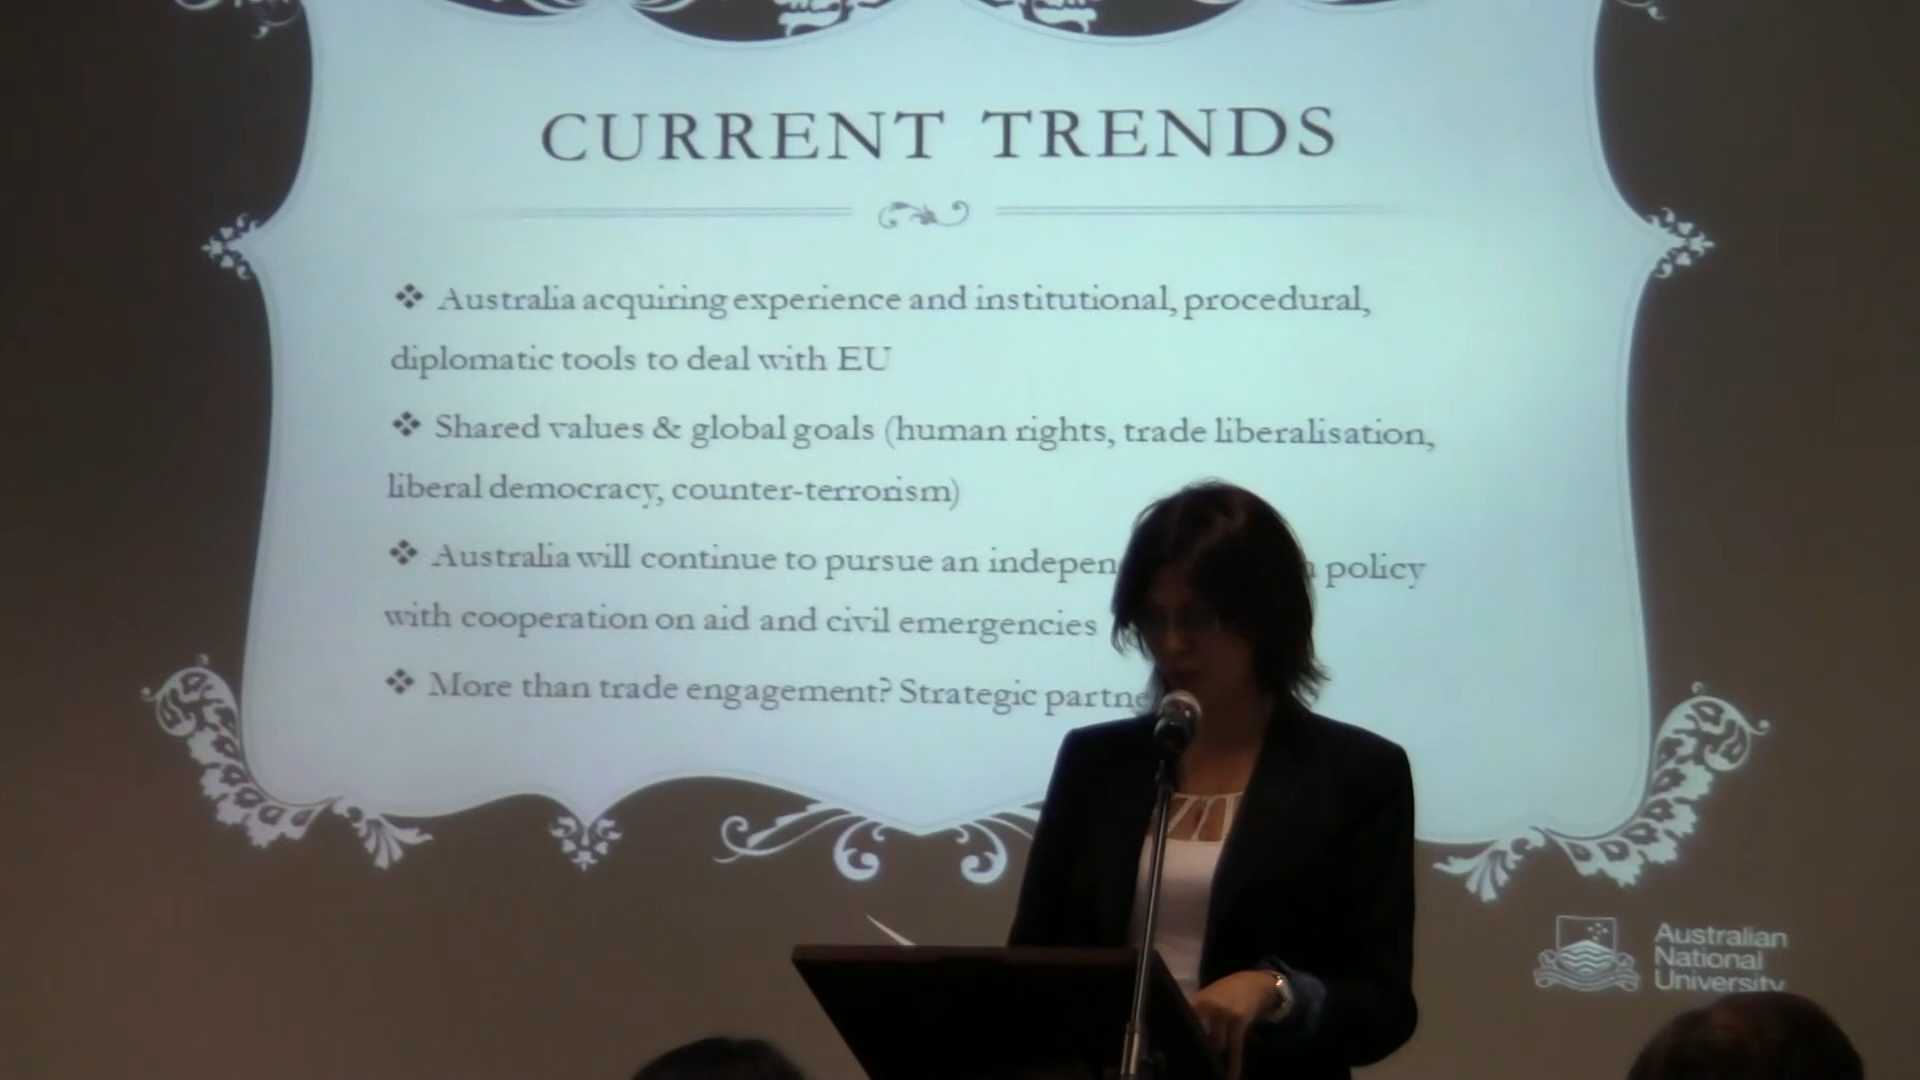 CURRENT TRENDS
❖ Australia acquiring experience and institutional, procedural,
diplomatic tools to deal with EU
❖ Shared values & global goals (human rights, trade liberalisation,
liberal democracy, counter-terrorism)
❖ Australia will continue to pursue an policy
with cooperation on aid and civil emergencies
❖ More than trade engagement? Strategic
Australian
National
University